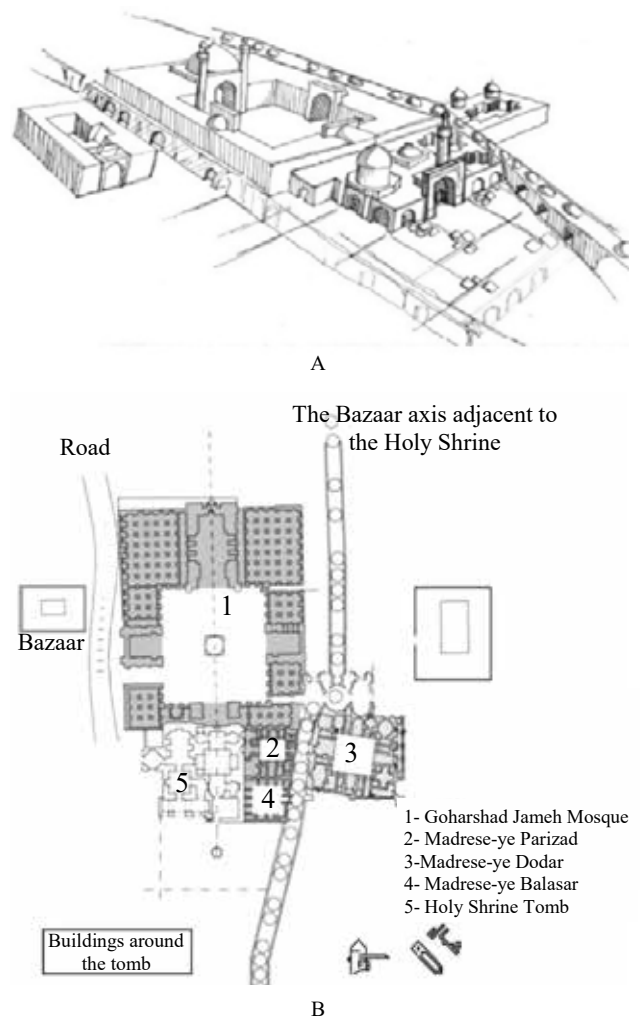 A
The Bazaar axis adjacent to
the Holy Shrine
Road
1
Bazaar
2
3
5
4
1- Goharshad Jameh Mosque
2- Madrese-ye Parizad
3-Madrese-ye Dodar
4- Madrese-ye Balasar
5- Holy Shrine Tomb
Buildings around
the tomb
B